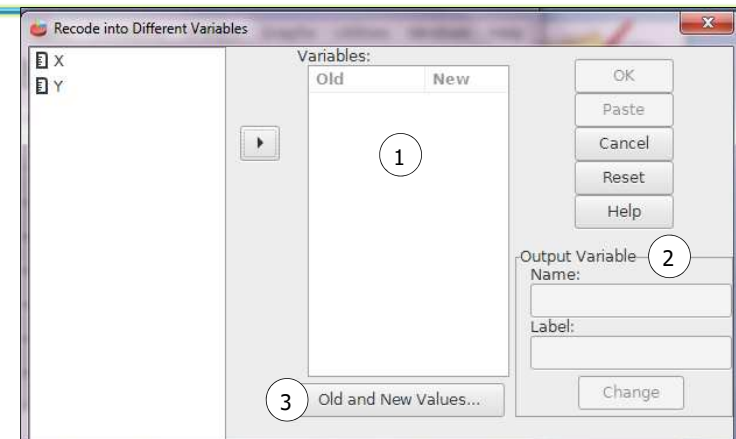 Recode into Different Variables
X
Y
Variables:
Old New
1
OK
Paste
Cancel
Reset
Help
Output Variable 2
Name:
Label:
Change
3 Old and New Values...